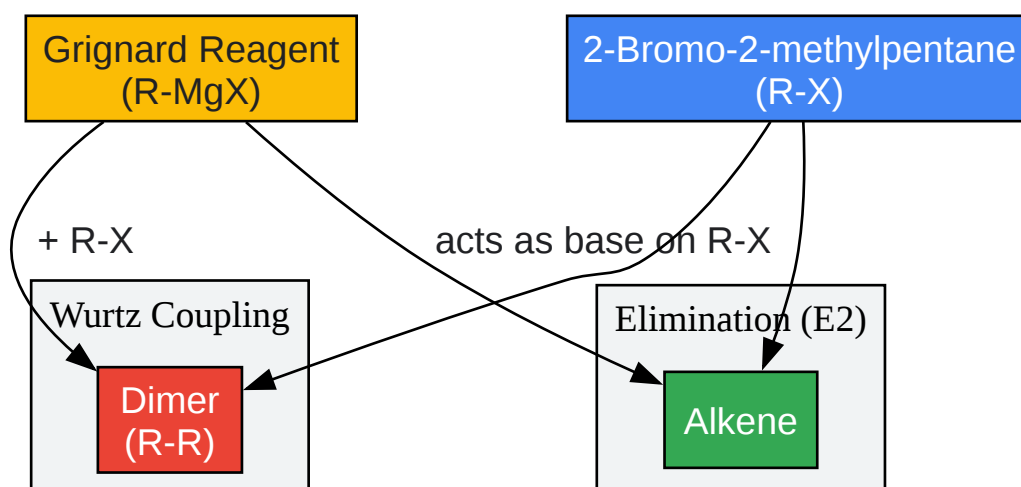 Grignard Reagent
(R-MgX)
2-Bromo-2-methylpentane
(R-X)
+ R-X
acts as base on R-X
Wurtz Coupling
Elimination (E2)
Dimer
(R-R)
Alkene